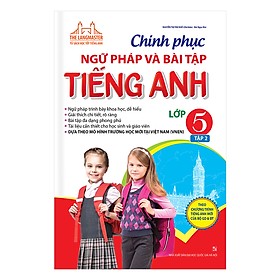 THE LANGMASTER
Chinh phục
NGỮ PHÁP VÀ BÀI TẬP
TIẾNG ANH
LỚP 5
TẬP 2
• Ngữ pháp trình bày khoa học, dễ hiểu
• Giải thích chi tiết, rõ ràng
• Bài tập đa dạng phong phú
• Tài liệu cần thiết cho học sinh và giáo viên
• DỰA THEO MÔ HÌNH TRƯỜNG HỌC MỚI TẠI VIỆT NAM (VNEN)
THEO
CHƯƠNG TRÌNH
TIẾNG ANH MỚI
CỦA BỘ GD & ĐT